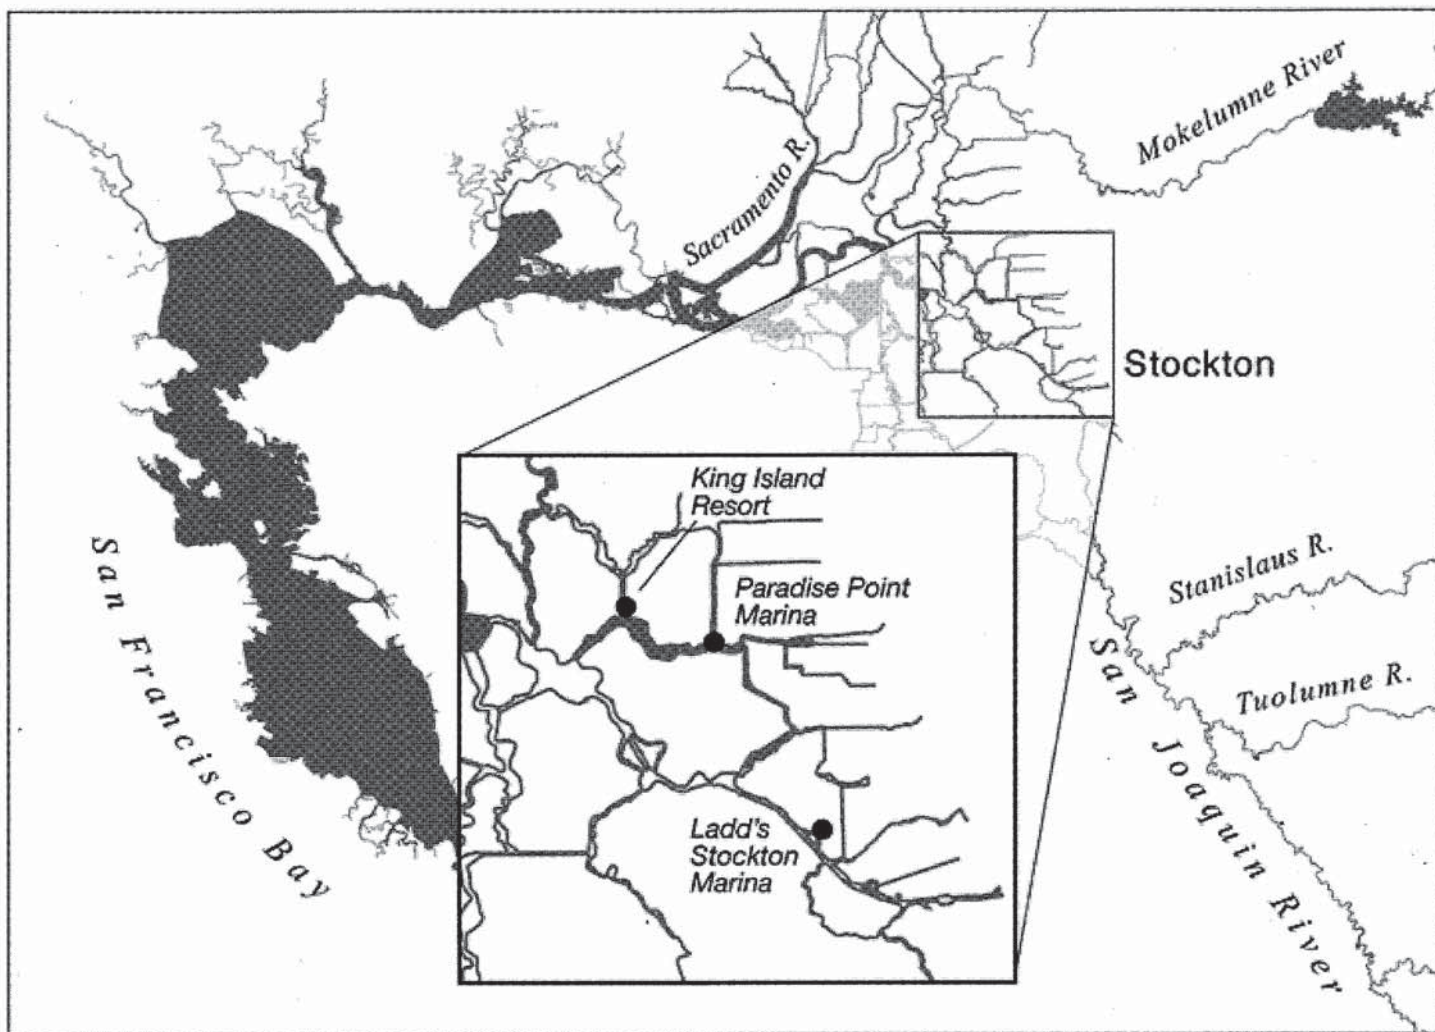 Mokelumne River
Sacramento R.
Stockton
King Island
Resort
Paradise Point
Marina
Ladd's
Stockton
Marina
San Francisco Bay
Stanislaus R.
Tuolumne R.
San Joaquin River